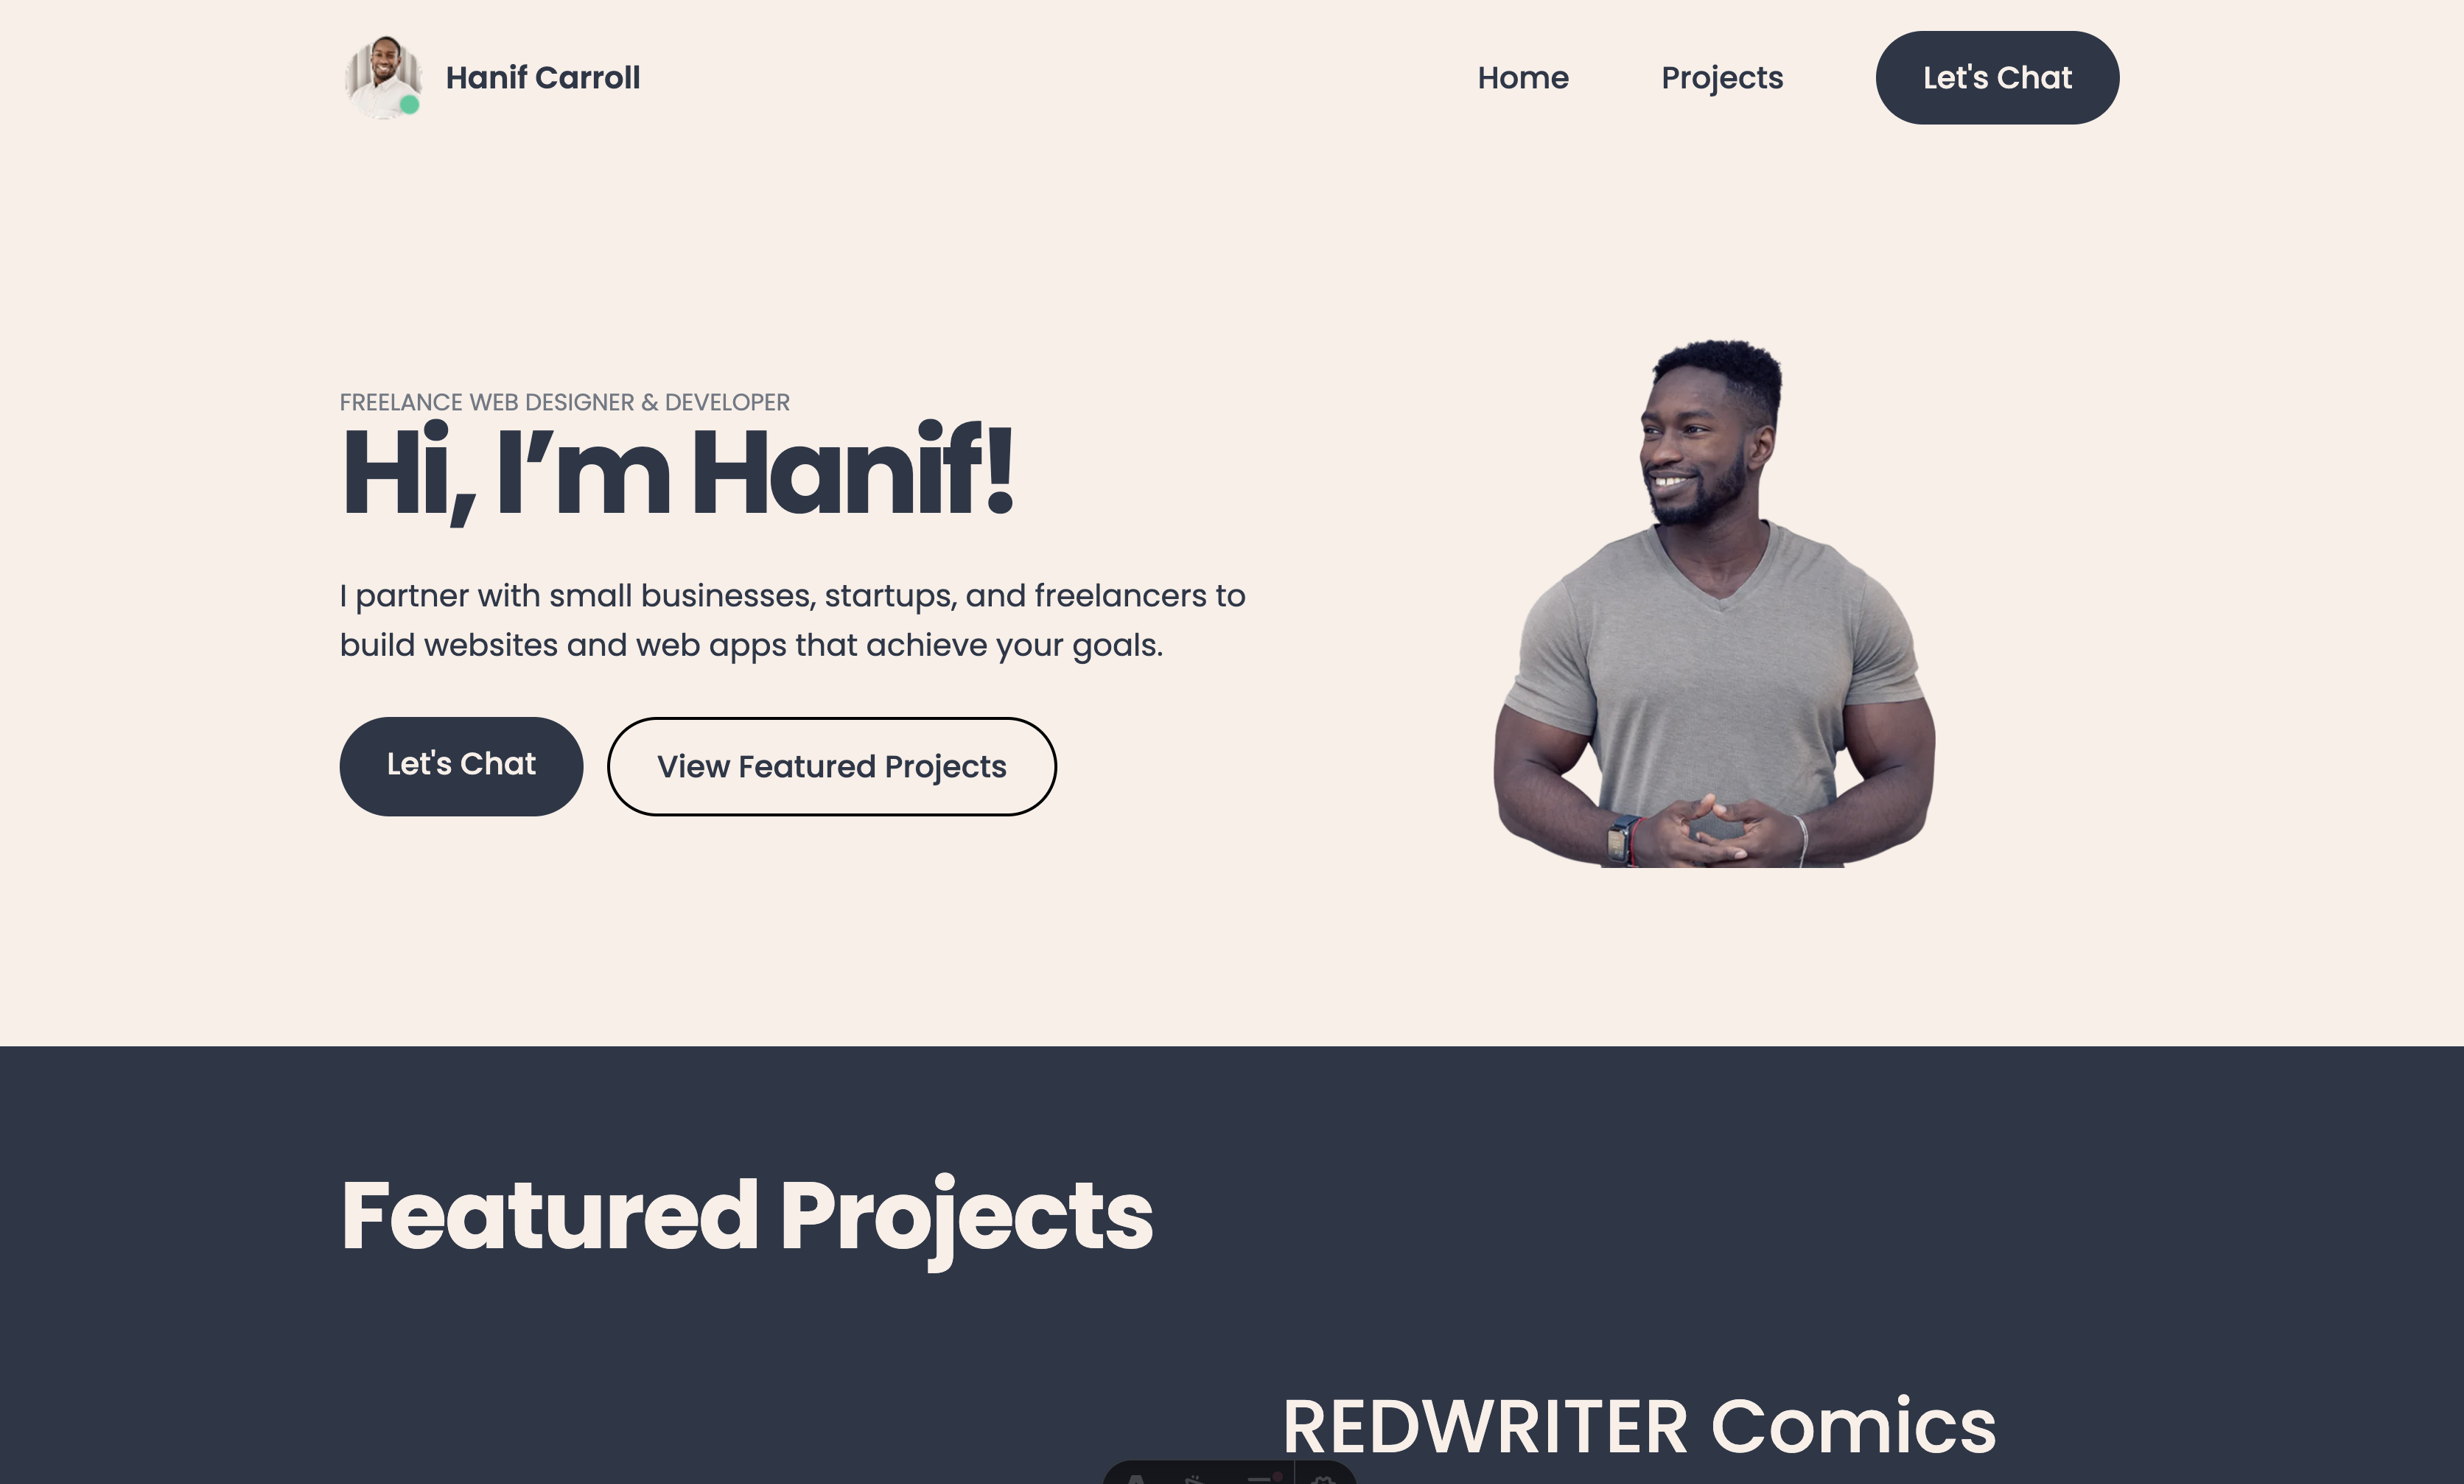 Hanif Carroll
Home
Projects
Let's Chat
FREELANCE WEB DESIGNER & DEVELOPER
Hi, I’m Hanif!
I partner with small businesses, startups, and freelancers to
build websites and web apps that achieve your goals.
Let's Chat
View Featured Projects
Featured Projects
REDWRITER Comics